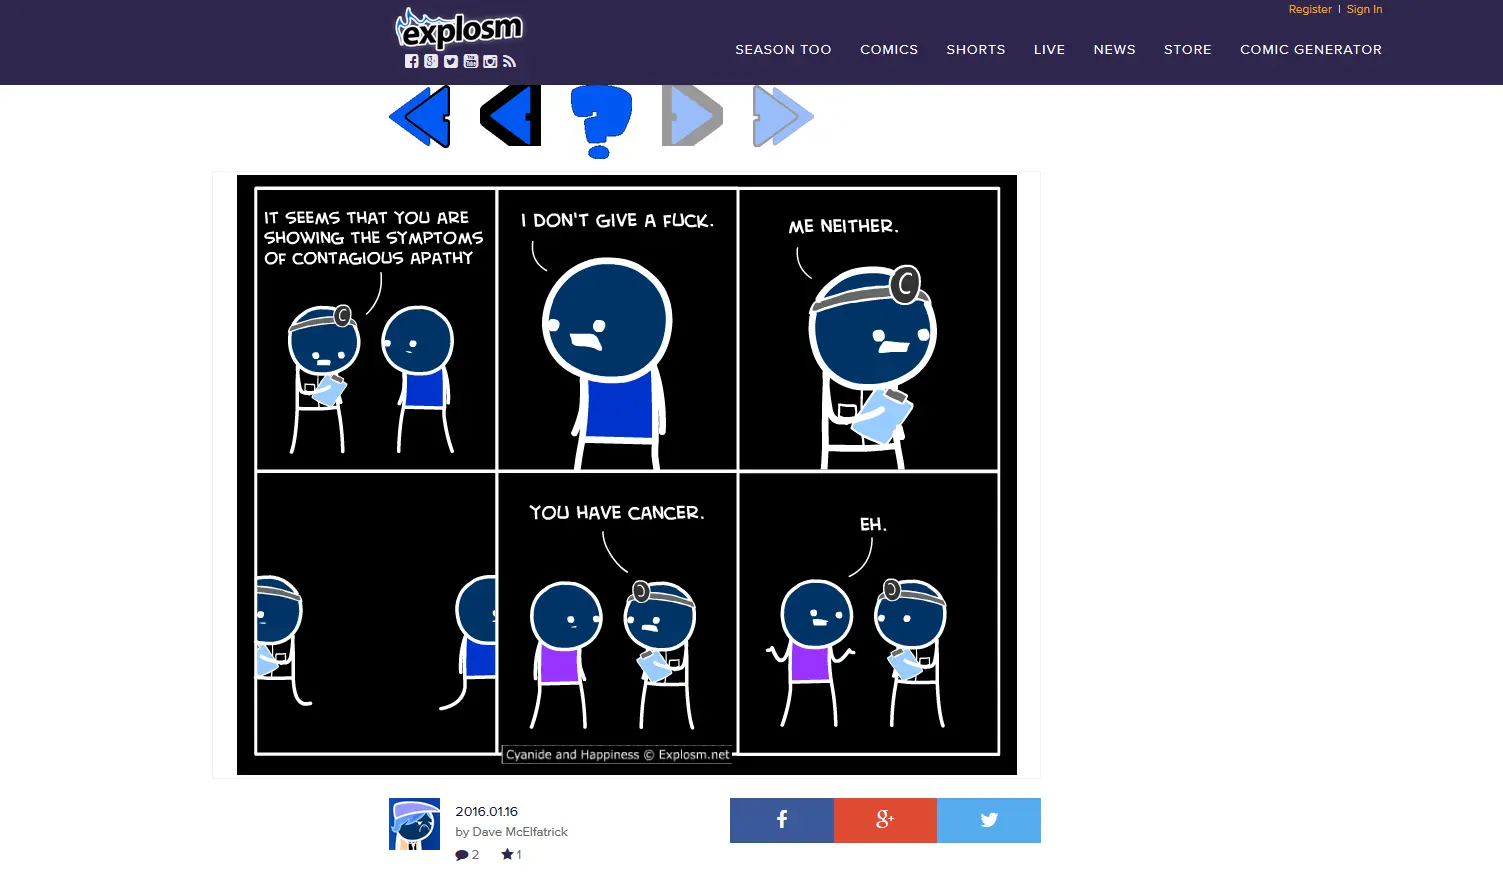 Register | Sign In
explosm
SEASON TOO COMICS SHORTS LIVE NEWS STORE COMIC GENERATOR
IT SEEMS THAT YOU ARE
SHOWING THE SYMPTOMS
OF CONTAGIOUS APATHY
I DON'T GIVE A FUCK.
ME NEITHER.
YOU HAVE CANCER.
EH.
Cyanide and Happiness © Explosm.net
2016.01.16
by Dave McElfatrick
2 1